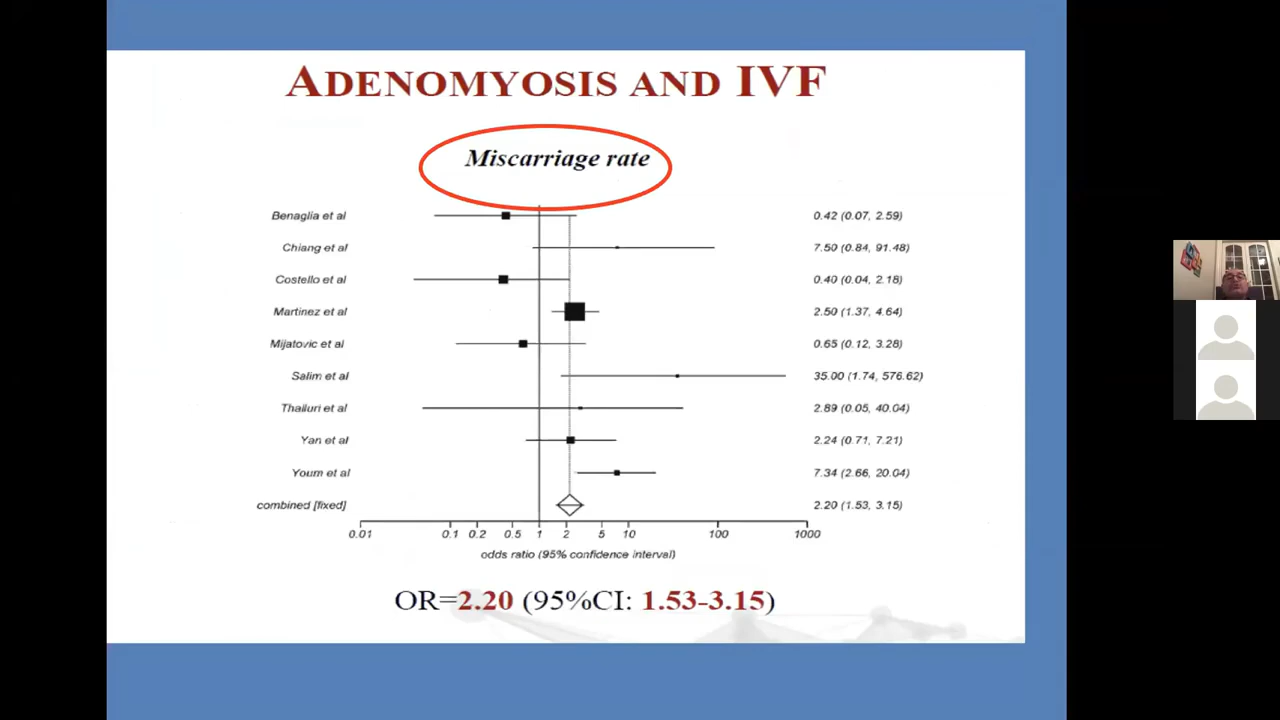 ADENOMYOSIS AND IVF
Miscarriage rate
Benaglia et al 0.42 (0.07, 2.59)
Chiang et al 7.50 (0.84, 91.48)
Costello et al 0.40 (0.04, 2.18)
Martinez et al 2.50 (1.37, 4.64)
Mijatovic et al 0.65 (0.12, 3.28)
Salim et al 35.00 (1.74, 576.62)
Thalluri et al 2.89 (0.05, 40.04)
Yan et al 2.24 (0.71, 7.21)
Youm et al 7.34 (2.66, 20.04)
combined [fixed] 2.20 (1.53, 3.15)
0.01 0.1 0.2 0.5 1 2 5 10 100 1000
odds ratio (95% confidence interval)
OR=2.20 (95%CI: 1.53-3.15)